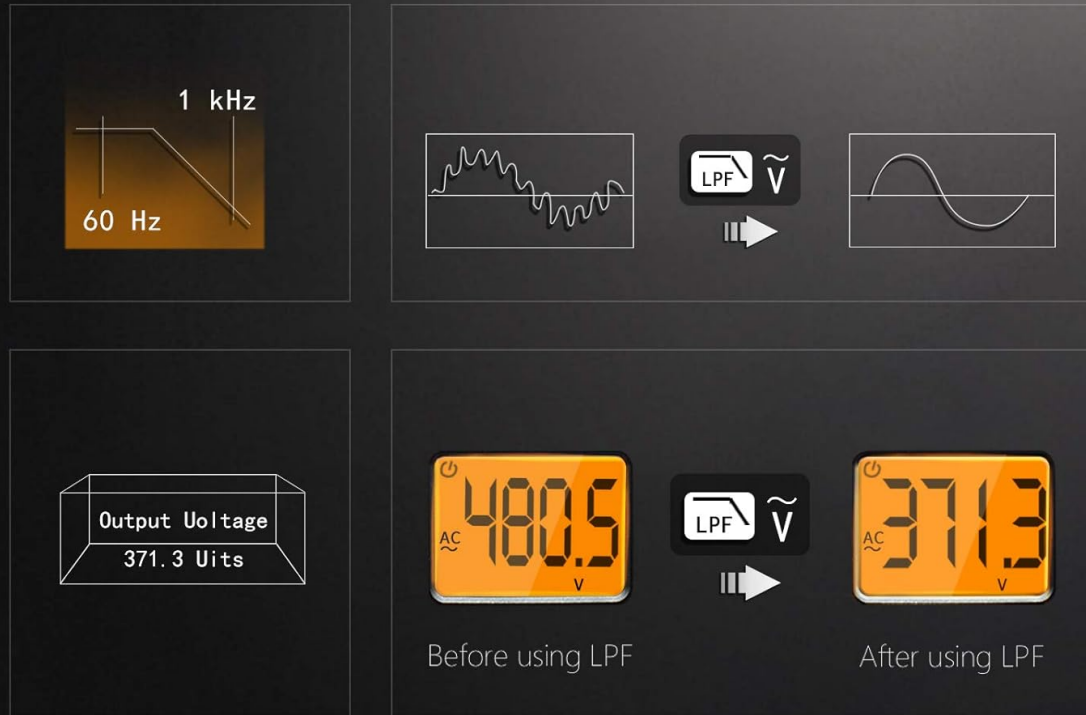 1 kHz
60 Hz
LPF Ṽ
Output Uoltage
371.3 Uits
AC
480.5
V
LPF Ṽ
AC
371.3
V
Before using LPF
After using LPF